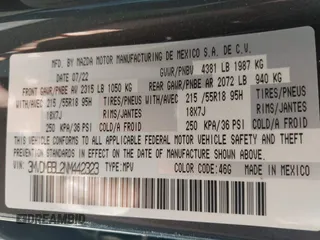 BY MAZDA MOTOR MANUFACTURING DE MEXICO S.A. DE C.V.
DATE 07/22 GVWR/PNBV 4381 LB 1987 KG
FRONT GAWR/PNBE AV 2315 LB 1050 KG REAR GAWR/PNBE AR 2072 LB 940 KG
WITH/AVEC 215/55R18 95H TIRES/PNEUS WITH/AVEC 215/55R18 95H TIRES/PNEUS
18X7J RIMS/JANTES 18X7J RIMS/JANTES
250 KPA/36 PSI COLD/A FROID 250 KPA/36 PSI COLD/A FROID
THIS VEHICLE CONFORMS TO ALL APPLICABLE FEDERAL MOTOR VEHICLE SAFETY AND THEFT
PREVENTION STANDARDS IN EFFECT ON THE DATE OF MANUFACTURE SHOWN ABOVE.
TYPE: MPV COLOR CODE: 46G MADE IN MEXICO
BIDREAMBID